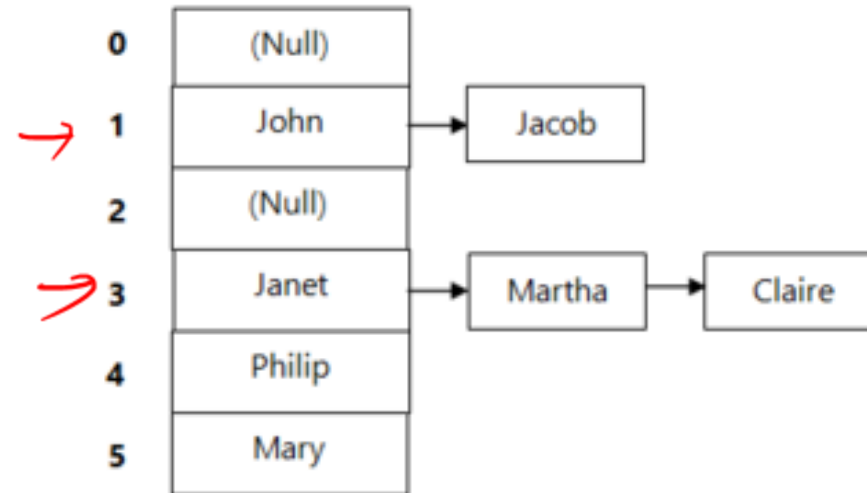 0 (Null)
1 John Jacob
2 (Null)
3 Janet Martha Claire
4 Philip
5 Mary